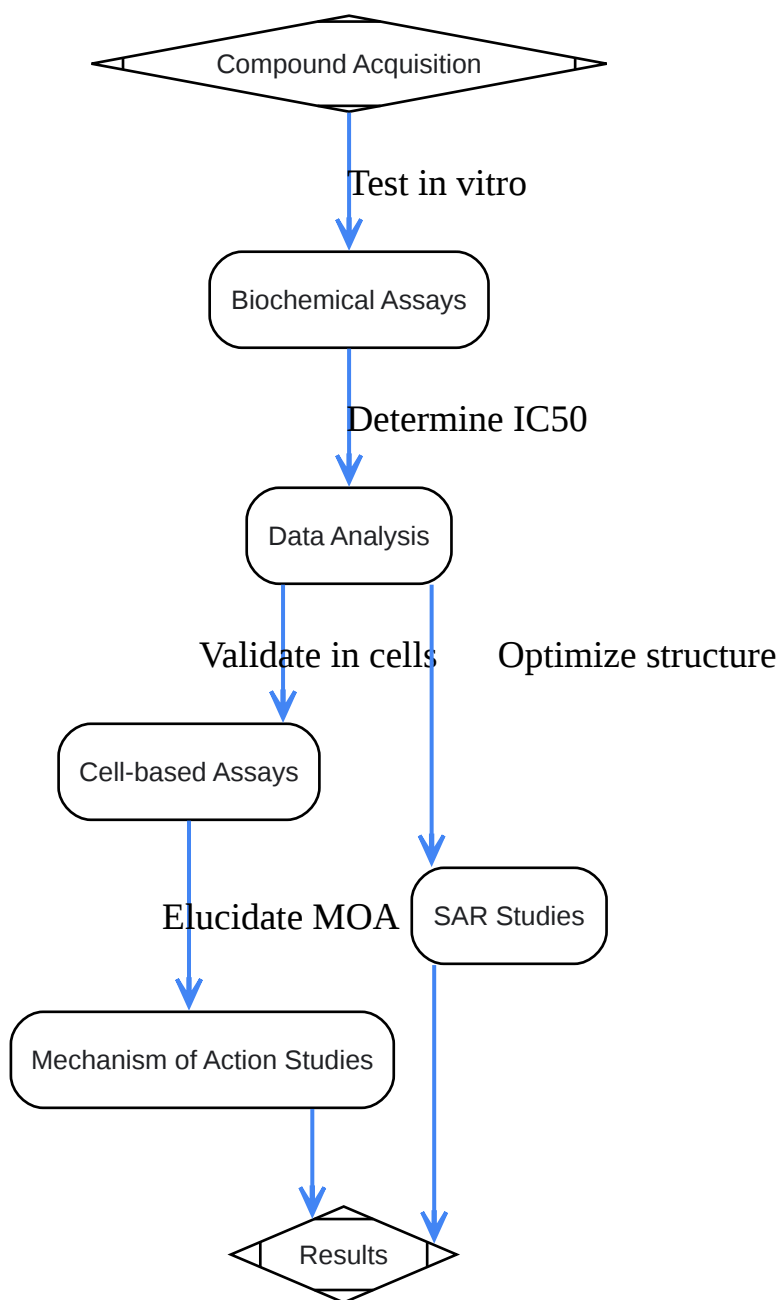 Compound Acquisition
Test in vitro
Biochemical Assays
Determine IC50
Data Analysis
Validate in cells
Optimize structure
Cell-based Assays
Elucidate MOA
SAR Studies
Mechanism of Action Studies
Results